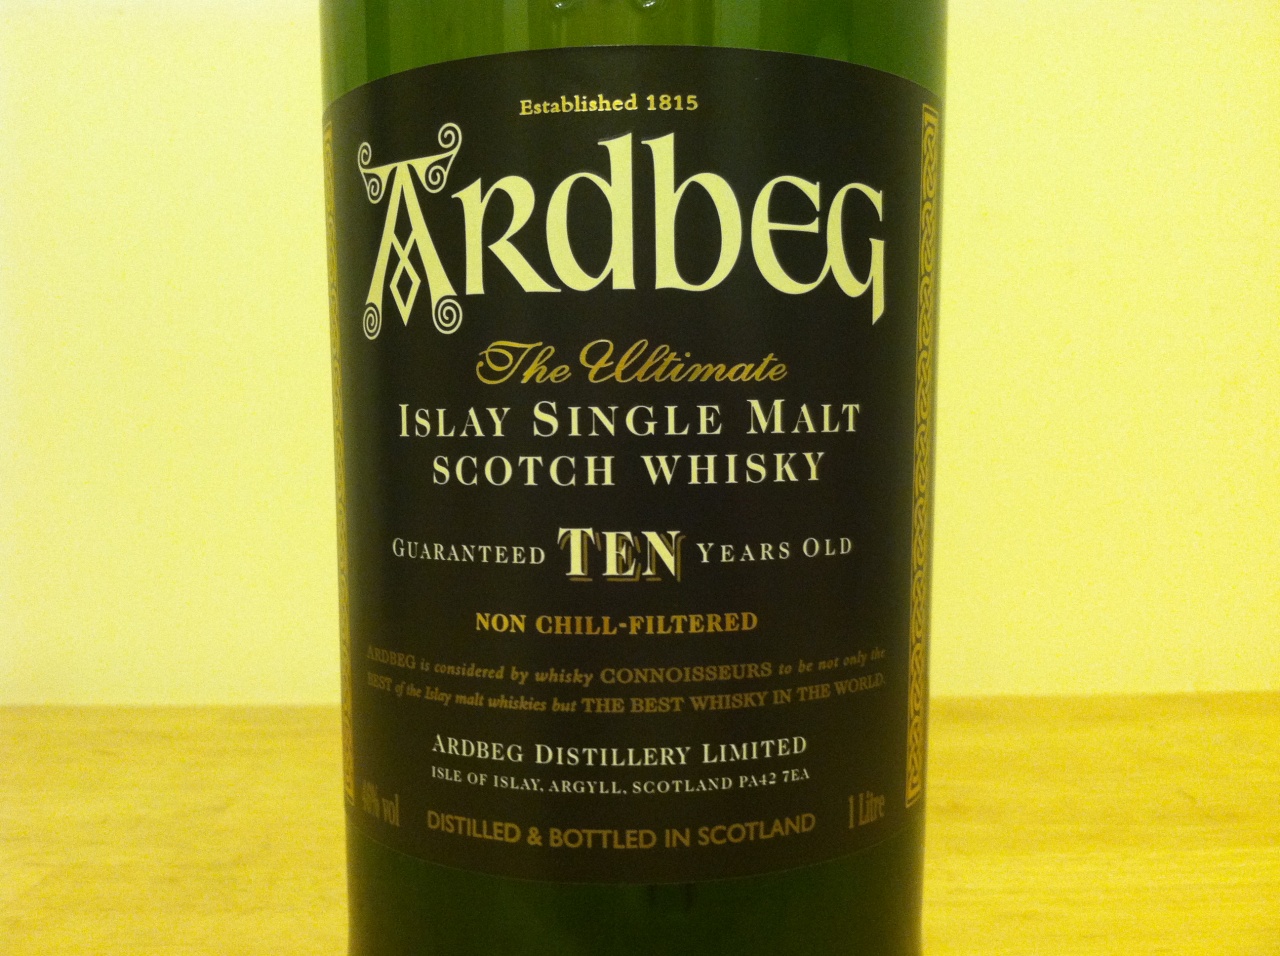 Established 1815
ARdbEG
The Ultimate
ISLAY SINGLE MALT
SCOTCH WHISKY
GUARANTEED TEN YEARS OLD
NON CHILL-FILTERED
ARDBEG is considered by whisky CONNOISSEURS to be not only the
BEST of the Islay malt whiskies but THE BEST WHISKY IN THE WORLD.
ARDBEG DISTILLERY LIMITED
ISLE OF ISLAY, ARGYLL, SCOTLAND PA42 7EA
vol DISTILLED & BOTTLED IN SCOTLAND 1 Litre